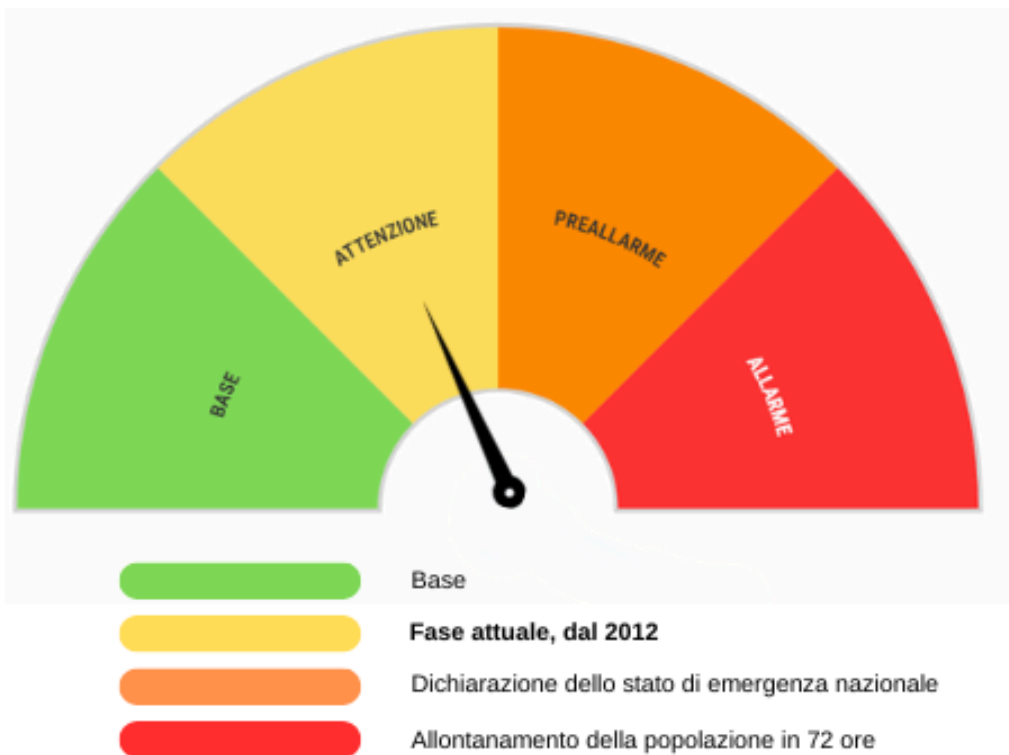 BASE
ATTENZIONE
PREALLARME
ALLARME
Base
Fase attuale, dal 2012
Dichiarazione dello stato di emergenza nazionale
Allontanamento della popolazione in 72 ore